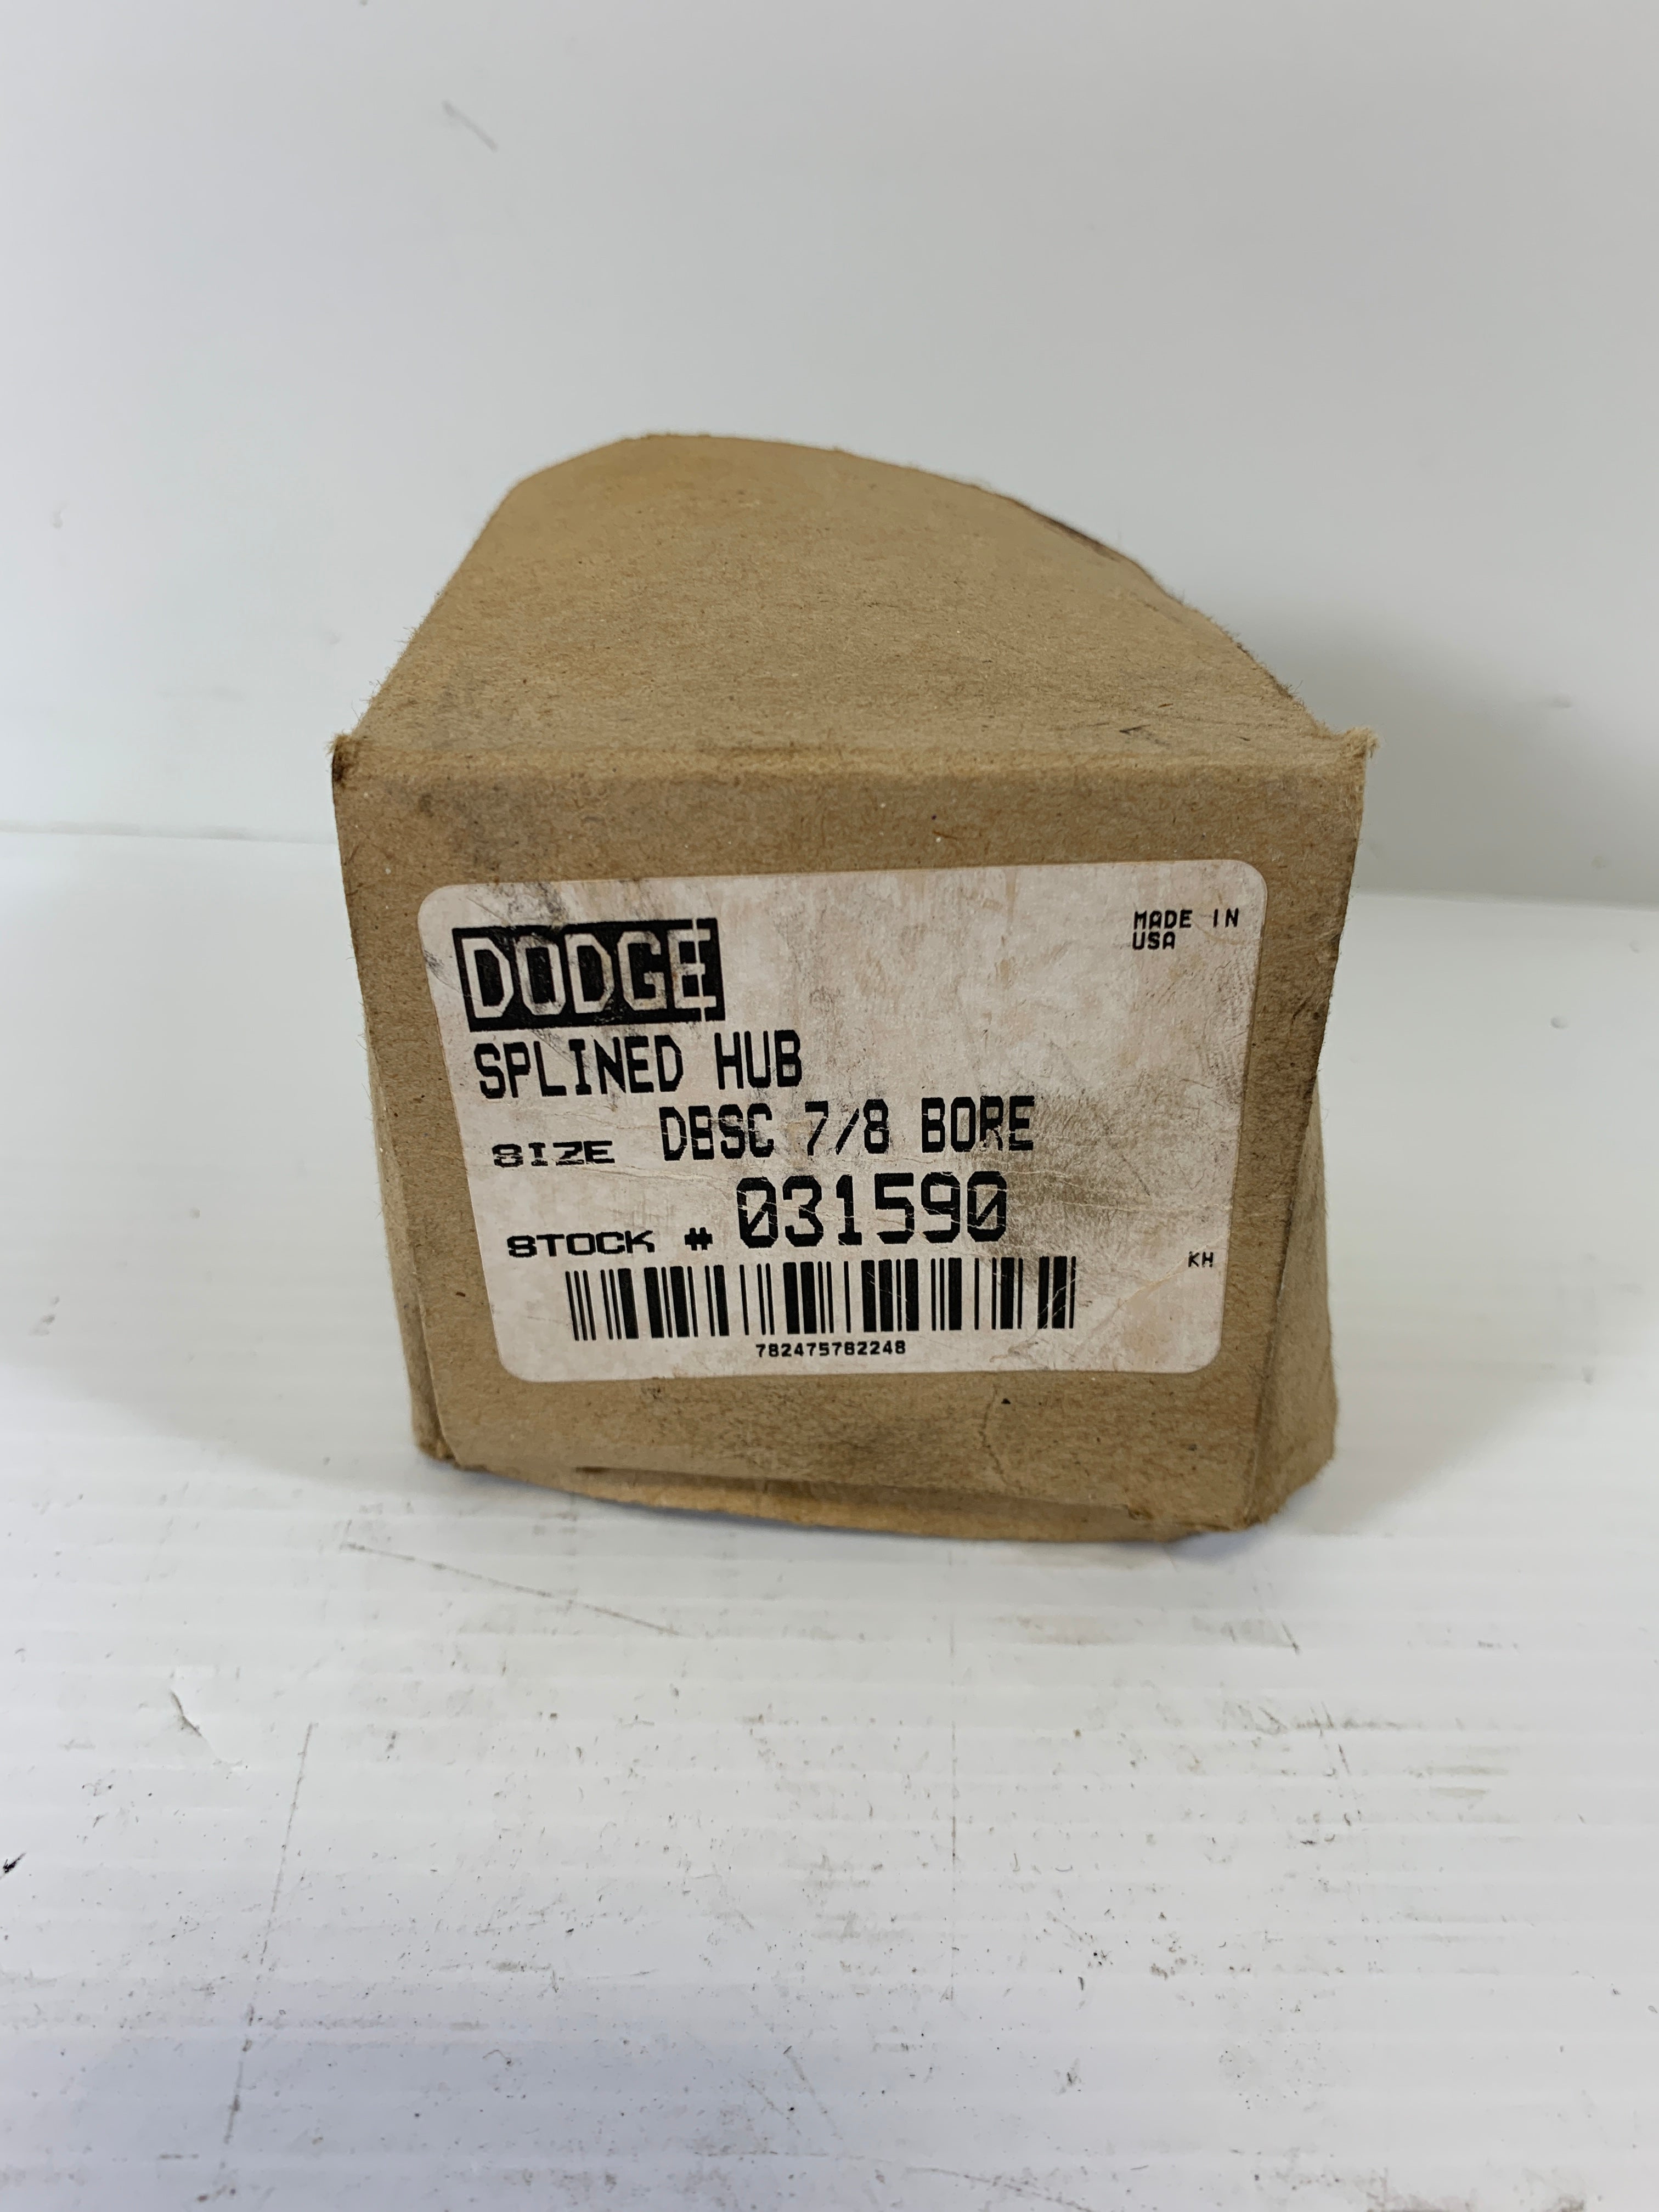 DODGE
MADE IN
USA
SPLINED HUB
SIZE DBSC 7/8 BORE
STOCK # 031590
KH
782475782248